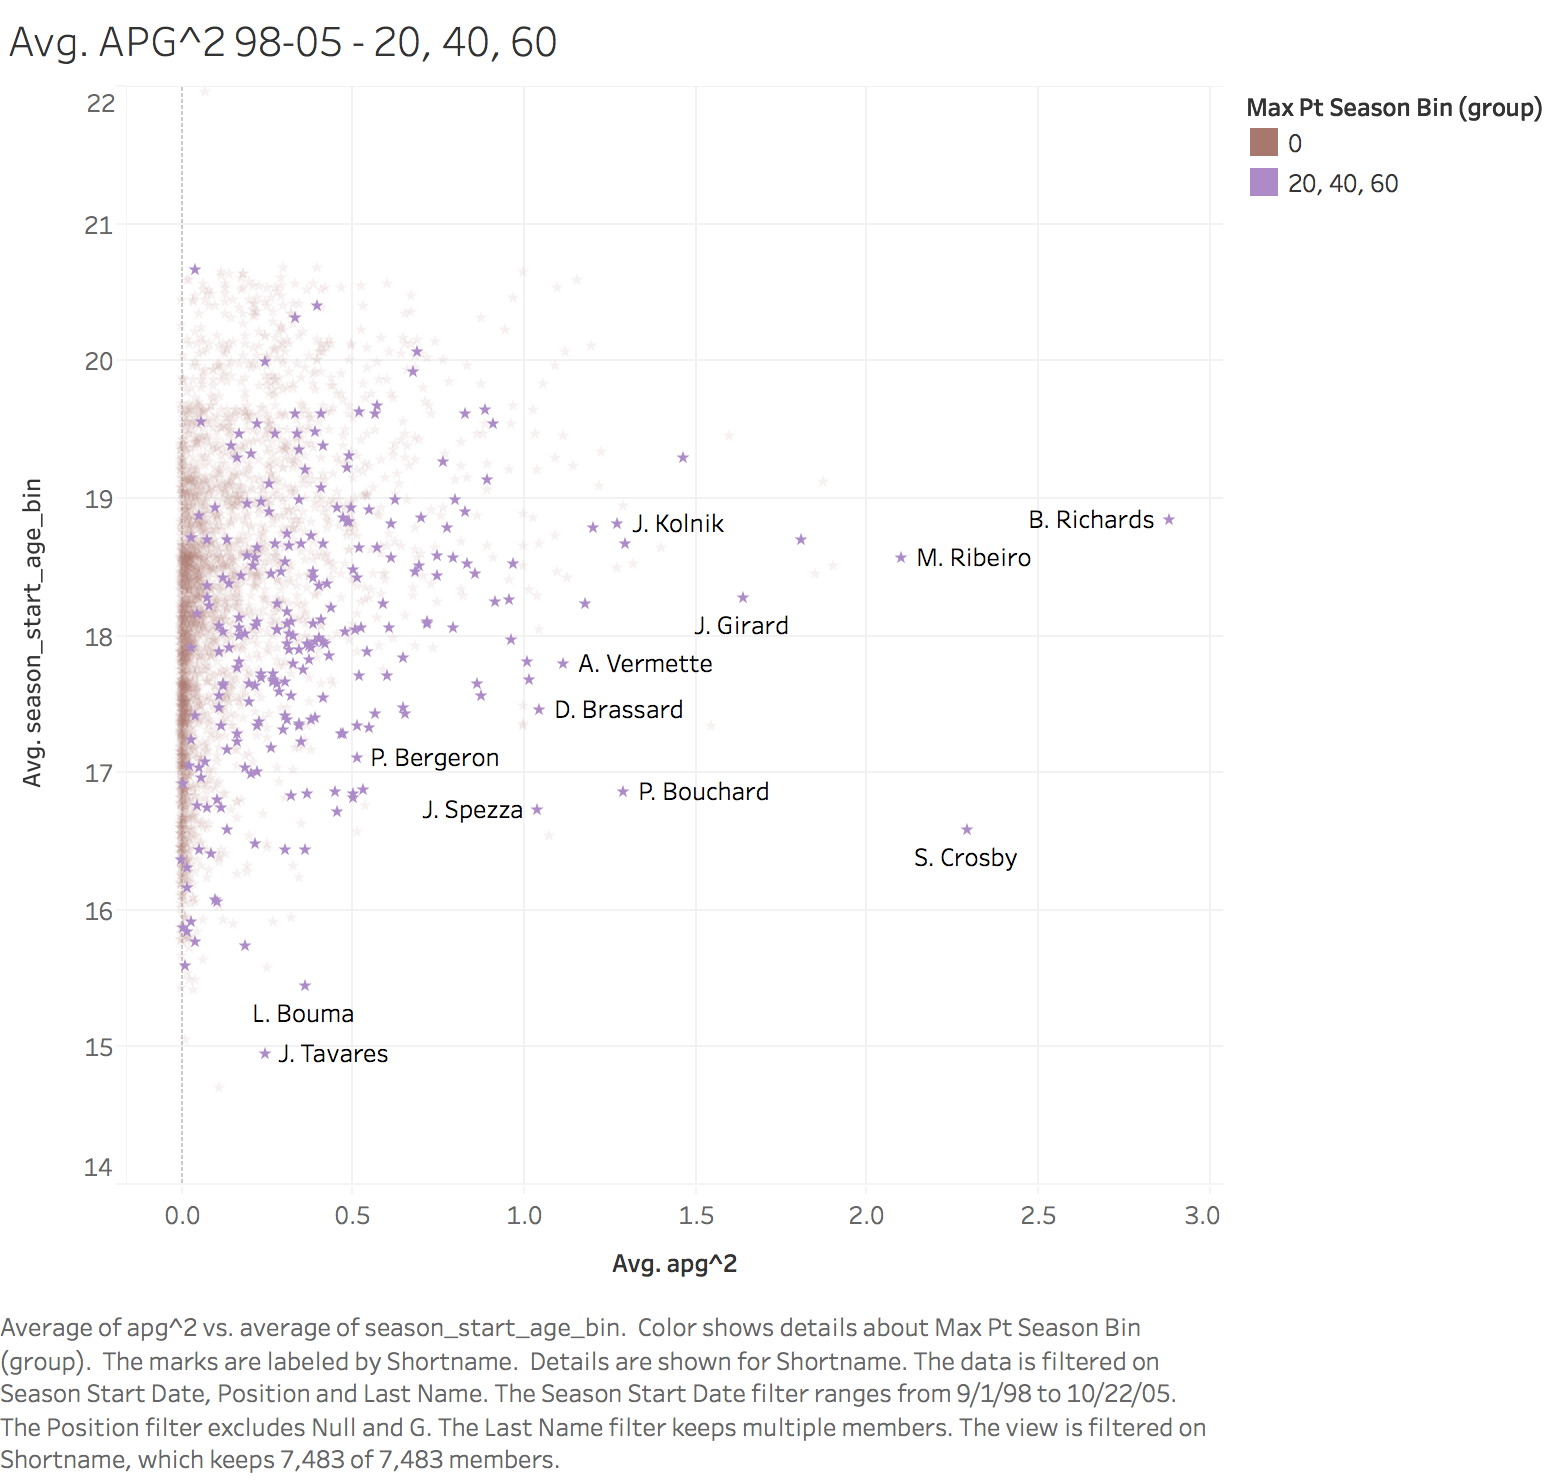 Avg. APG^2 98-05 - 20, 40, 60
Max Pt Season Bin (group)
0
20, 40, 60
22
21
20
19
18
17
16
15
14
Avg. season_start_age_bin
J. Kolnik
B. Richards
M. Ribeiro
J. Girard
A. Vermette
D. Brassard
P. Bergeron
P. Bouchard
J. Spezza
S. Crosby
L. Bouma
J. Tavares
0.0 0.5 1.0 1.5 2.0 2.5 3.0
Avg. apg^2
Average of apg^2 vs. average of season_start_age_bin.  Color shows details about Max Pt Season Bin
(group).  The marks are labeled by Shortname.  Details are shown for Shortname. The data is filtered on
Season Start Date, Position and Last Name. The Season Start Date filter ranges from 9/1/98 to 10/22/05.
The Position filter excludes Null and G. The Last Name filter keeps multiple members. The view is filtered on
Shortname, which keeps 7,483 of 7,483 members.